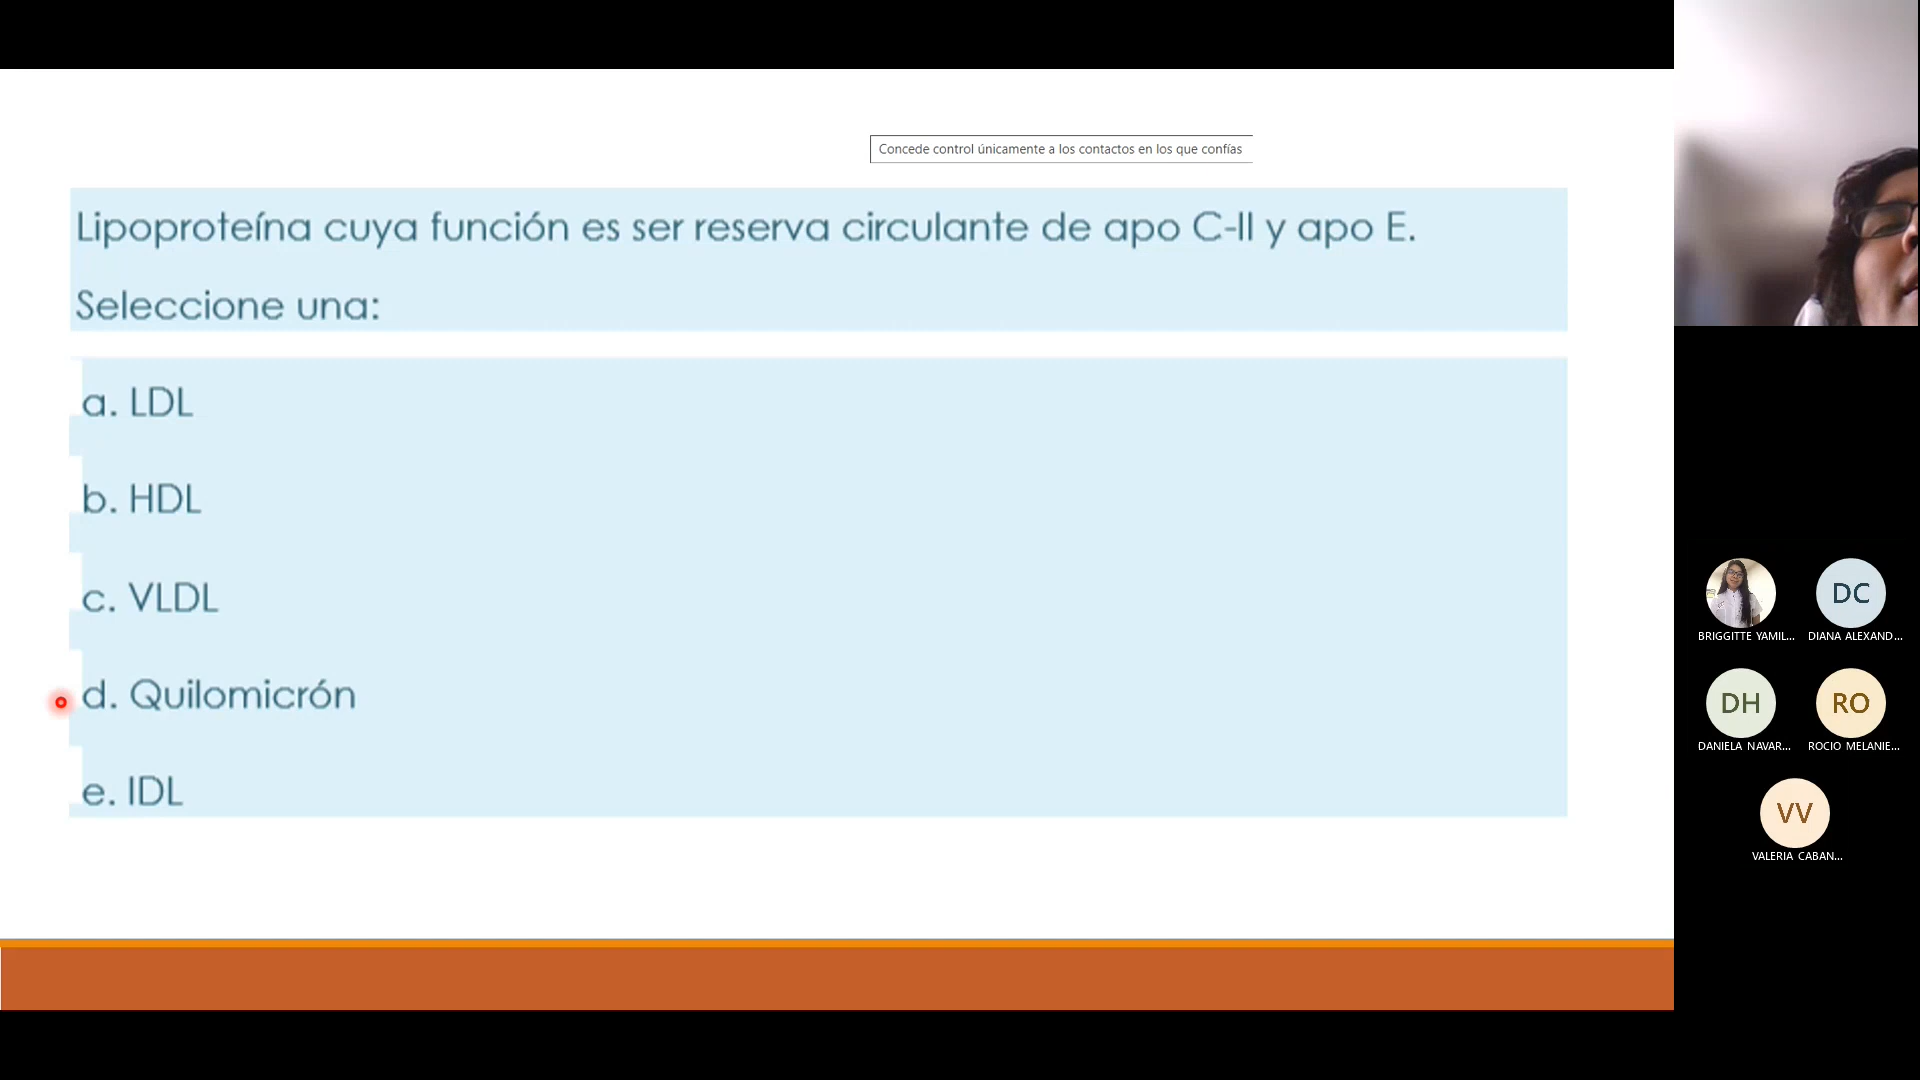 Concede control únicamente a los contactos en los que confías
Lipoproteína cuya función es ser reserva circulante de apo C-II y apo E.
Seleccione una:
a. LDL
b. HDL
c. VLDL
d. Quilomicrón
e. IDL
BRIGGITTE YAMIL...
DC
DIANA ALEXAND...
DH
DANIELA NAVAR...
RO
ROCIO MELANIE...
VV
VALERIA CABAN...